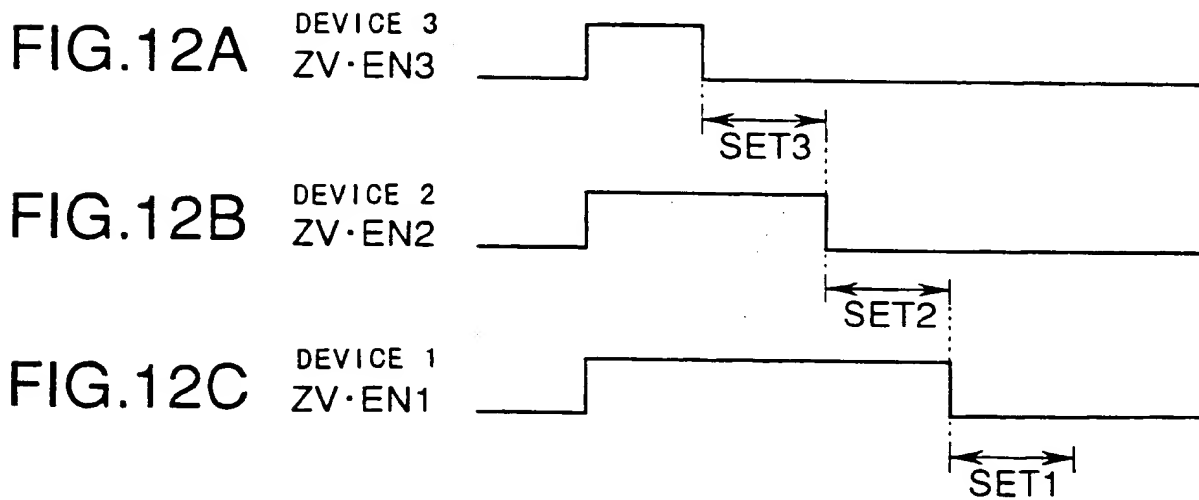 FIG.12A
DEVICE 3
ZV·EN3
SET3
FIG.12B
DEVICE 2
ZV·EN2
SET2
FIG.12C
DEVICE 1
ZV·EN1
SET1